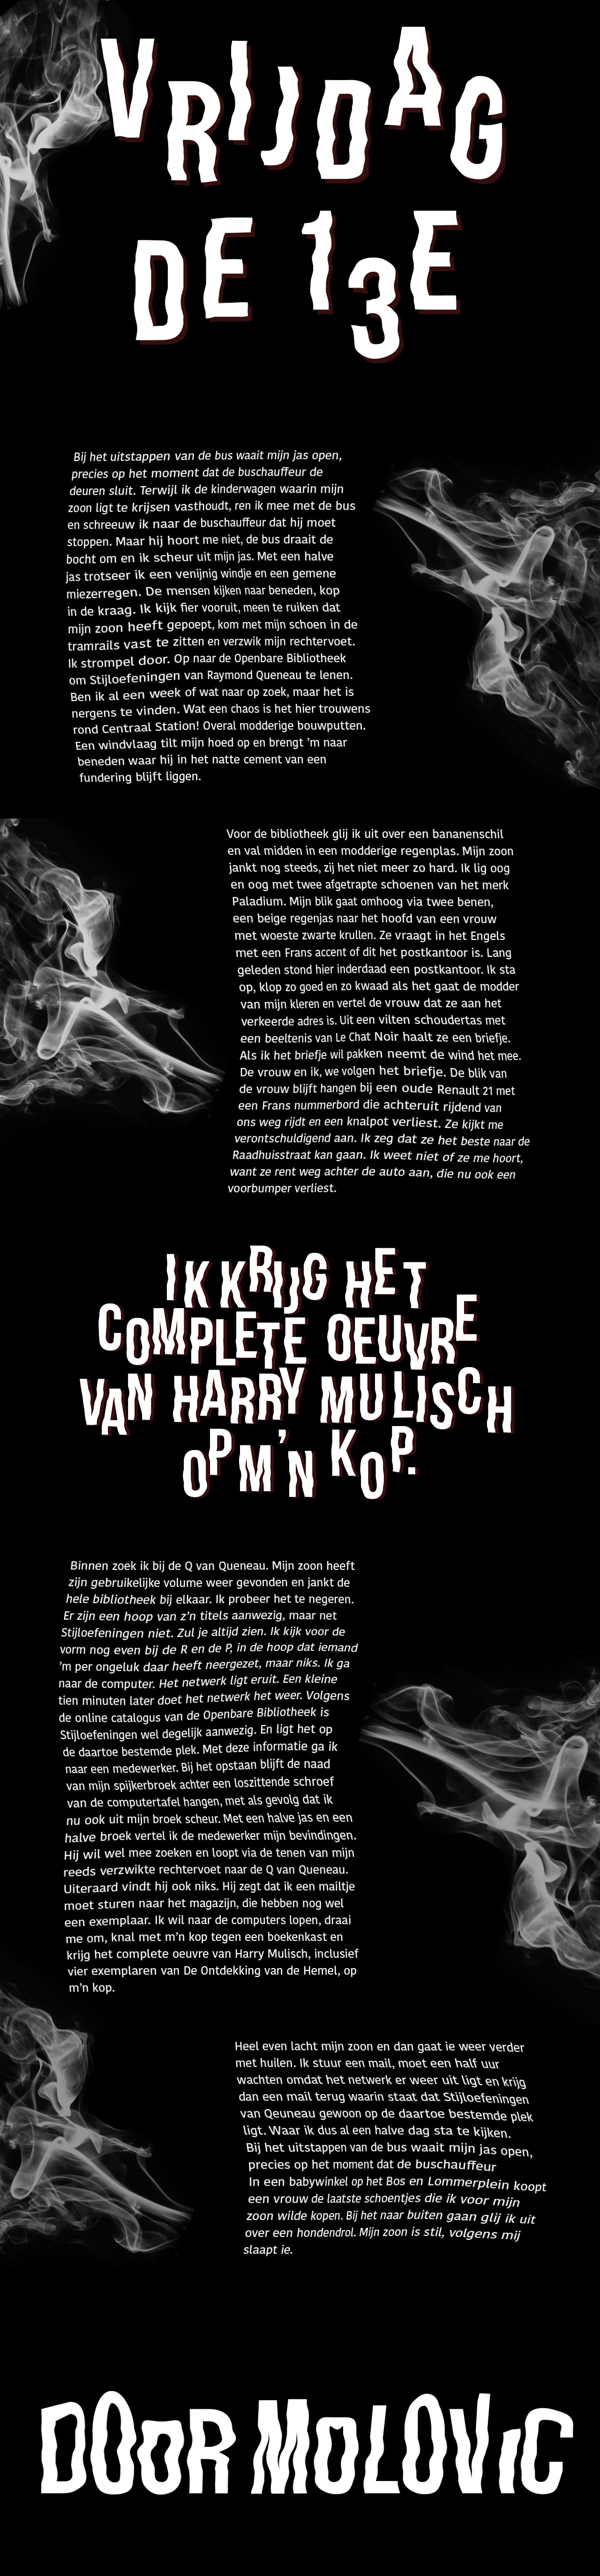 VRIJDAG
DE 13E
Bij het uitstappen van de bus waait mijn jas open,
precies op het moment dat de buschauffeur de
deuren sluit. Terwijl ik de kinderwagen waarin mijn
zoon ligt te krijsen vasthoudt, ren ik mee met de bus
en schreeuw ik naar de buschauffeur dat hij moet
stoppen. Maar hij hoort me niet, de bus draait de
bocht om en ik scheur uit mijn jas. Met een halve
jas trotseer ik een venijnig windje en een gemene
miezerregen. De mensen kijken naar beneden, kop
in de kraag. Ik kijk fier vooruit, meen te ruiken dat
mijn zoon heeft gepoept, kom met mijn schoen in de
tramrails vast te zitten en verzwik mijn rechtervoet.
Ik strompel door. Op naar de Openbare Bibliotheek
om Stijloefeningen van Raymond Queneau te lenen.
Ben ik al een week of wat naar op zoek, maar het is
nergens te vinden. Wat een chaos is het hier trouwens
rond Centraal Station! Overal modderige bouwputten.
Een windvlaag tilt mijn hoed op en brengt ’m naar
beneden waar hij in het natte cement van een
fundering blijft liggen.
Voor de bibliotheek glij ik uit over een bananenschil
en val midden in een modderige regenplas. Mijn zoon
jankt nog steeds, zij het niet meer zo hard. Ik lig oog
en oog met twee afgetrapte schoenen van het merk
Paladium. Mijn blik gaat omhoog via twee benen,
een beige regenjas naar het hoofd van een vrouw
met woeste zwarte krullen. Ze vraagt in het Engels
met een Frans accent of dit het postkantoor is. Lang
geleden stond hier inderdaad een postkantoor. Ik sta
op, klop zo goed en zo kwaad als het gaat de modder
van mijn kleren en vertel de vrouw dat ze aan het
verkeerde adres is. Uit een vilten schoudertas met
een beeltenis van Le Chat Noir haalt ze een briefje.
Als ik het briefje wil pakken neemt de wind het mee.
De vrouw en ik, we volgen het briefje. De blik van
de vrouw blijft hangen bij een oude Renault 21 met
een Frans nummerbord die achteruit rijdend van
ons weg rijdt en een knalpot verliest. Ze kijkt me
verontschuldigend aan. Ik zeg dat ze het beste naar de
Raadhuisstraat kan gaan. Ik weet niet of ze me hoort,
want ze rent weg achter de auto aan, die nu ook een
voorbumper verliest.
IK KRIJG HET
COMPLETE OEUVRE
VAN HARRY MULISCH
OP M’N KOP.
Binnen zoek ik bij de Q van Queneau. Mijn zoon heeft
zijn gebruikelijke volume weer gevonden en jankt de
hele bibliotheek bij elkaar. Ik probeer het te negeren.
Er zijn een hoop van z’n titels aanwezig, maar net
Stijloefeningen niet. Zul je altijd zien. Ik kijk voor de
vorm nog even bij de R en de P, in de hoop dat iemand
’m per ongeluk daar heeft neergezet, maar niks. Ik ga
naar de computer. Het netwerk ligt eruit. Een kleine
tien minuten later doet het netwerk het weer. Volgens
de online catalogus van de Openbare Bibliotheek is
Stijloefeningen wel degelijk aanwezig. En ligt het op
de daartoe bestemde plek. Met deze informatie ga ik
naar een medewerker. Bij het opstaan blijft de naad
van mijn spijkerbroek achter een loszittende schroef
van de computertafel hangen, met als gevolg dat ik
nu ook uit mijn broek scheur. Met een halve jas en een
halve broek vertel ik de medewerker mijn bevindingen.
Hij wil wel mee zoeken en loopt via de tenen van mijn
reeds verzwikte rechtervoet naar de Q van Queneau.
Uiteraard vindt hij ook niks. Hij zegt dat ik een mailtje
moet sturen naar het magazijn, die hebben nog wel
een exemplaar. Ik wil naar de computers lopen, draai
me om, knal met m’n kop tegen een boekenkast en
krijg het complete oeuvre van Harry Mulisch, inclusief
vier exemplaren van De Ontdekking van de Hemel, op
m’n kop.
Heel even lacht mijn zoon en dan gaat ie weer verder
met huilen. Ik stuur een mail, moet een half uur
wachten omdat het netwerk er weer uit ligt en krijg
dan een mail terug waarin staat dat Stijloefeningen
van Qeuneau gewoon op de daartoe bestemde plek
ligt. Waar ik dus al een halve dag sta te kijken.
Bij het uitstappen van de bus waait mijn jas open,
precies op het moment dat de buschauffeur
In een babywinkel op het Bos en Lommerplein koopt
een vrouw de laatste schoentjes die ik voor mijn
zoon wilde kopen. Bij het naar buiten gaan glij ik uit
over een hondendrol. Mijn zoon is stil, volgens mij
slaapt ie.
DOOR MOLOVIC